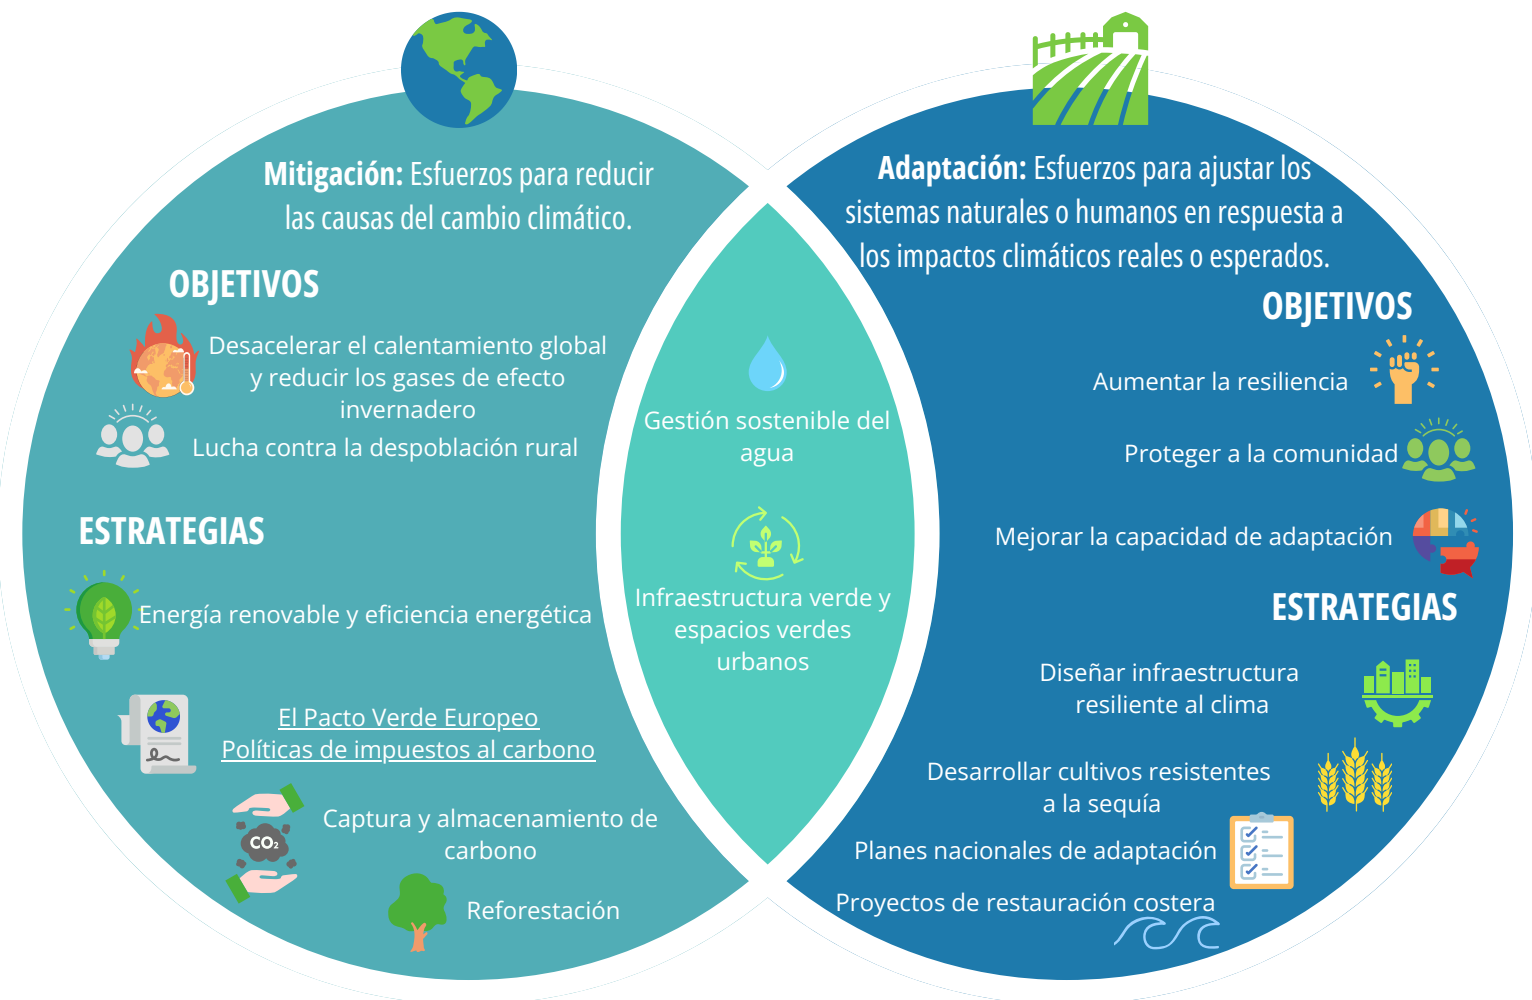 Mitigación: Esfuerzos para reducir
las causas del cambio climático.
OBJETIVOS
Desacelerar el calentamiento global
y reducir los gases de efecto
invernadero
Lucha contra la despoblación rural
ESTRATEGIAS
Energía renovable y eficiencia energética
El Pacto Verde Europeo
Políticas de impuestos al carbono
CO₂
Captura y almacenamiento de
carbono
Reforestación
Gestión sostenible del
agua
Infraestructura verde y
espacios verdes
urbanos
Adaptación: Esfuerzos para ajustar los
sistemas naturales o humanos en respuesta a
los impactos climáticos reales o esperados.
OBJETIVOS
Aumentar la resiliencia
Proteger a la comunidad
Mejorar la capacidad de adaptación
ESTRATEGIAS
Diseñar infraestructura
resiliente al clima
Desarrollar cultivos resistentes
a la sequía
Planes nacionales de adaptación
Proyectos de restauración costera